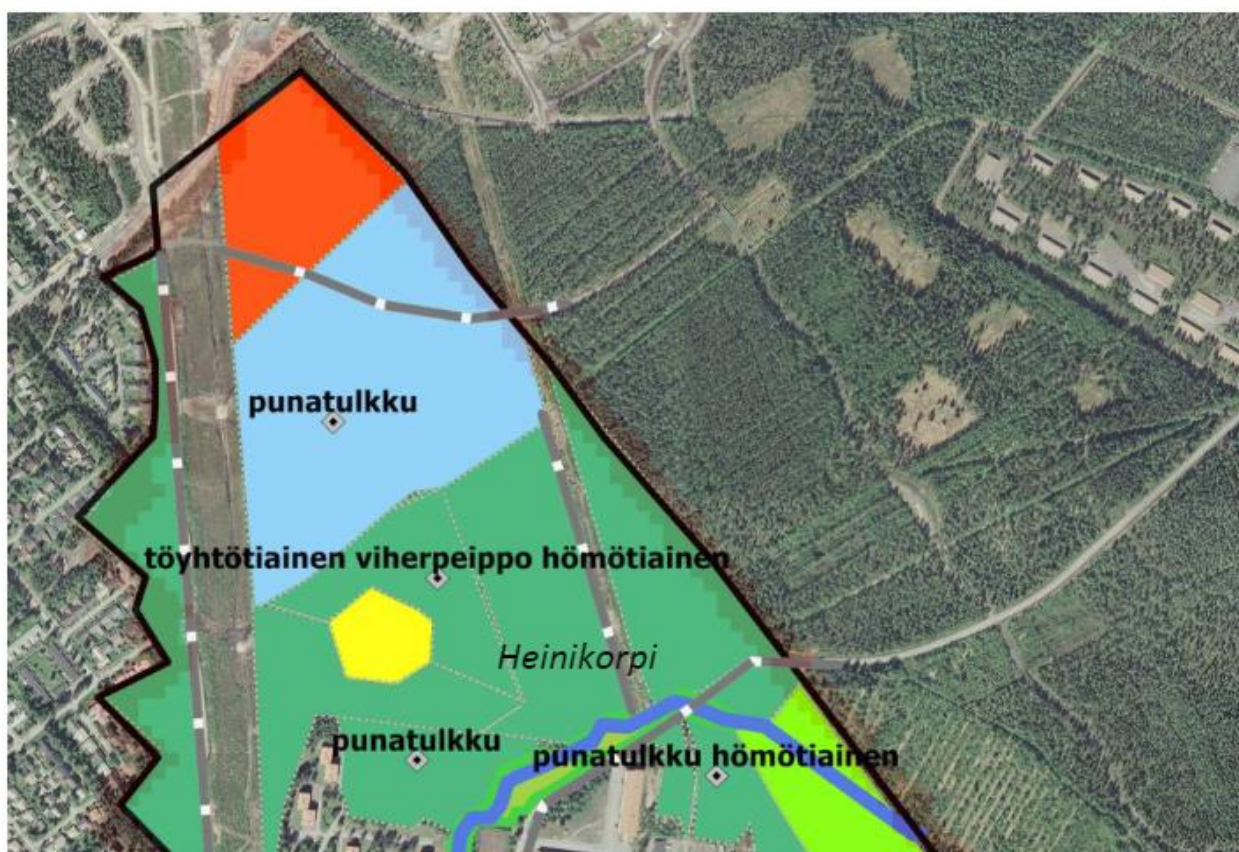 punatulkku
töyhtötiainen viherpeippo hömötiainen
Heinikorpi
punatulkku
punatulkku hömötiainen